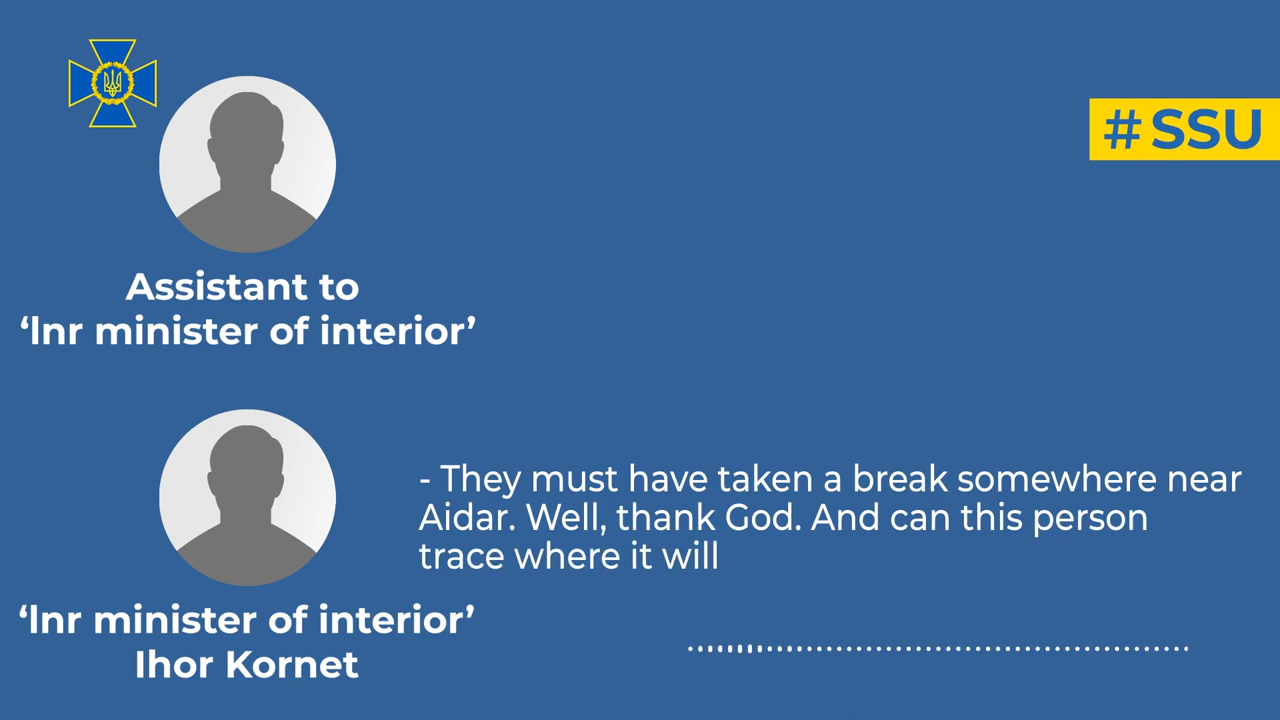 #SSU
Assistant to
‘lnr minister of interior’
- They must have taken a break somewhere near
Aidar. Well, thank God. And can this person
trace where it will
‘lnr minister of interior’
Ihor Kornet